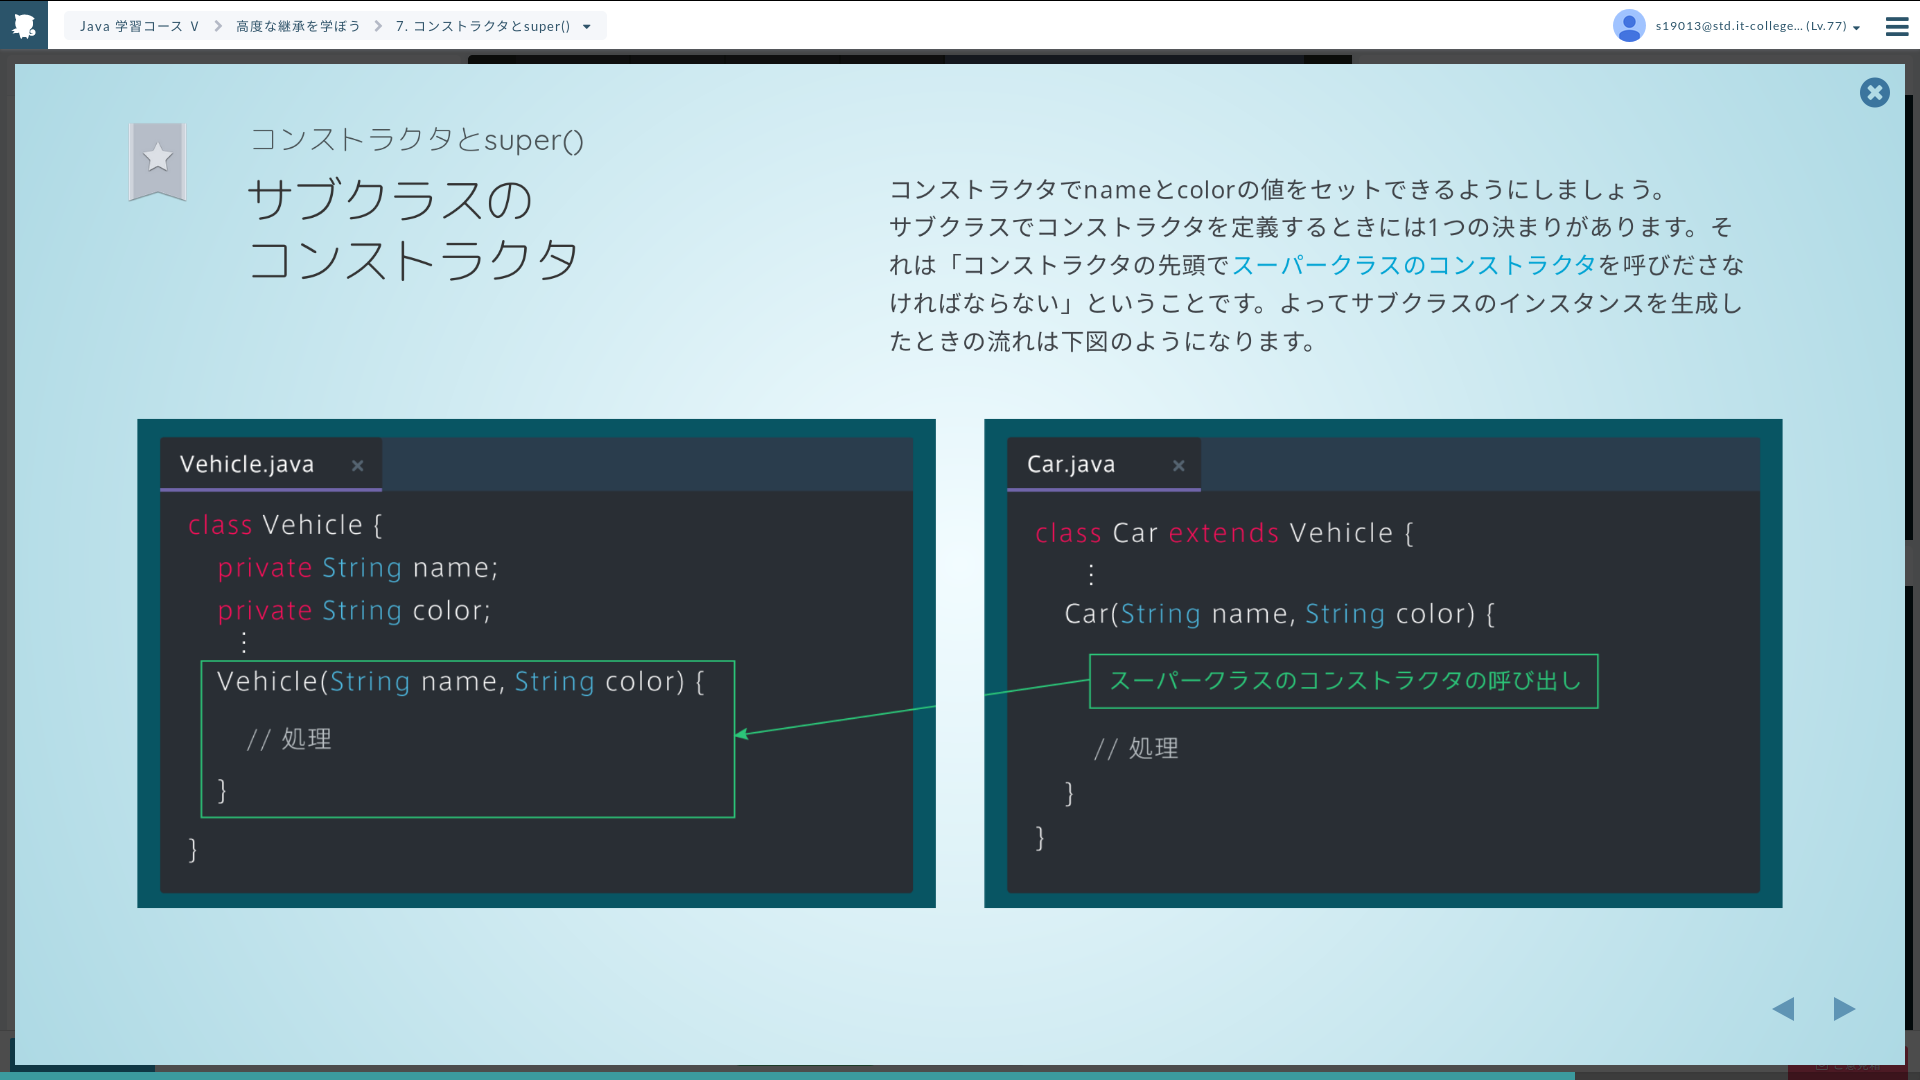 Java 学習コース V 高度な継承を学ぼう 7. コンストラクタとsuper()
s19013@std.it-college... (Lv.77)
コンストラクタとsuper()
サブクラスの
コンストラクタ
コンストラクタでnameとcolorの値をセットできるようにしましょう。
サブクラスでコンストラクタを定義するときには1つの決まりがあります。そ
れは「コンストラクタの先頭でスーパークラスのコンストラクタを呼びださな
ければならない」ということです。よってサブクラスのインスタンスを生成し
たときの流れは下図のようになります。
Vehicle.java ×
class Vehicle {
private String name;
private String color;
⋮
Vehicle(String name, String color) {
// 処理
}
}
Car.java ×
class Car extends Vehicle {
⋮
Car(String name, String color) {
スーパークラスのコンストラクタの呼び出し
// 処理
}
}